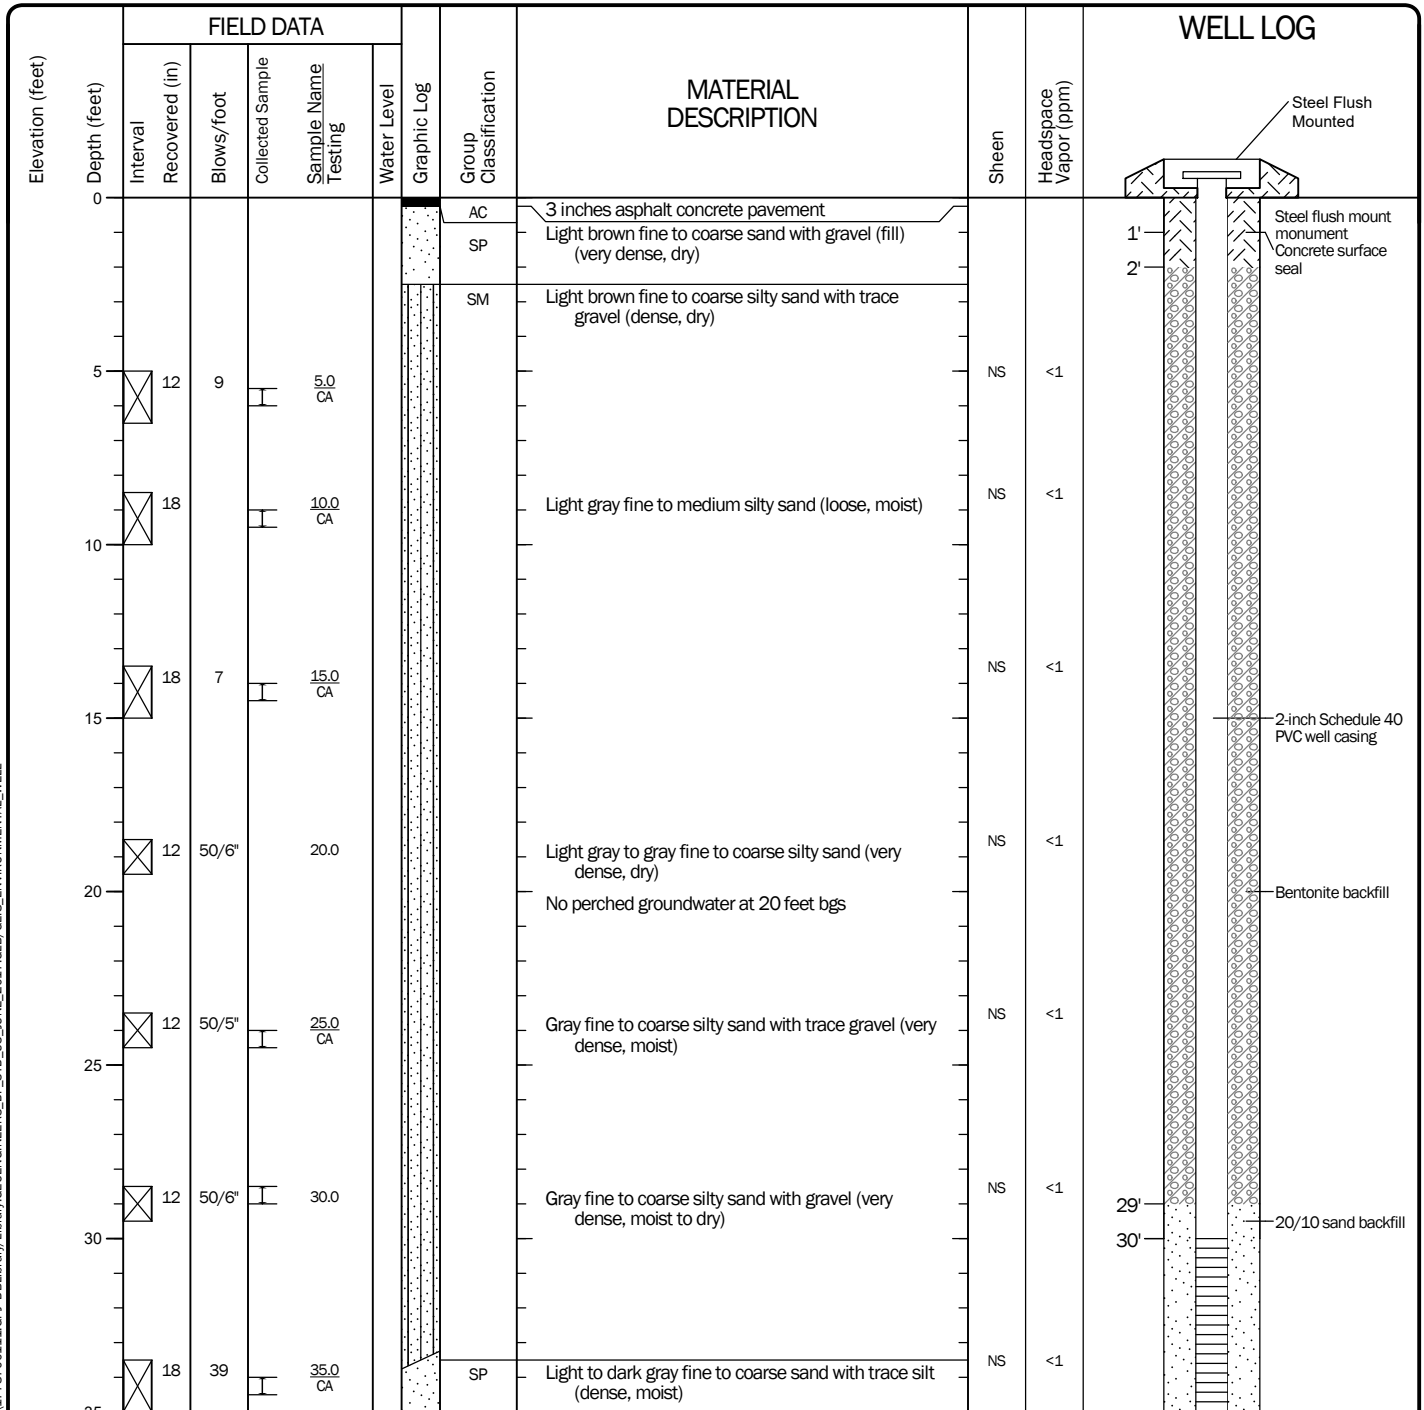 FIELD DATA
WELL LOG
Elevation (feet)
Depth (feet)
Interval
Recovered (in)
Blows/foot
Collected Sample
Sample Name
Testing
Water Level
Graphic Log
Group
Classification
MATERIAL
DESCRIPTION
Sheen
Headspace
Vapor (ppm)
Steel Flush
Mounted
0
AC
3 inches asphalt concrete pavement
SP
Light brown fine to coarse sand with gravel (fill)
(very dense, dry)
1'
2'
Steel flush mount
monument
Concrete surface
seal
SM
Light brown fine to coarse silty sand with trace
gravel (dense, dry)
5
12
9
5.0
CA
NS
<1
18
10.0
CA
Light gray fine to medium silty sand (loose, moist)
NS
<1
10
18
7
15.0
CA
NS
<1
15
2-inch Schedule 40
PVC well casing
12
50/6"
20.0
Light gray to gray fine to coarse silty sand (very
dense, dry)
NS
<1
20
No perched groundwater at 20 feet bgs
Bentonite backfill
12
50/5"
25.0
CA
Gray fine to coarse silty sand with trace gravel (very
dense, moist)
NS
<1
25
12
50/6"
30.0
Gray fine to coarse silty sand with gravel (very
dense, moist to dry)
NS
<1
29'
20/10 sand backfill
30
30'
18
39
35.0
CA
SP
Light to dark gray fine to coarse sand with trace silt
(dense, moist)
NS
<1